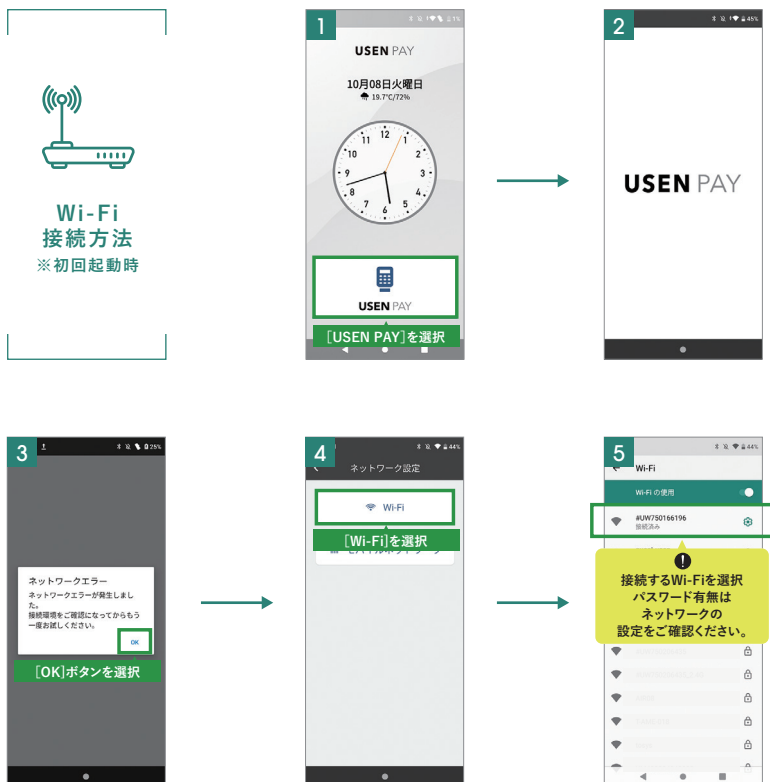 Wi-Fi
接続方法
※初回起動時
1
1%
USEN PAY
10月08日火曜日
19.7°C/72%
12
1
2
3
4
5
6
7
8
9
10
11
USEN PAY
[USEN PAY]を選択
2
45%
USEN PAY
3
25%
ネットワークエラー
ネットワークエラーが発生しまし
た。
接続環境をご確認になってからもう
一度お試しください。
OK
[OK]ボタンを選択
4
44%
ネットワーク設定
Wi-Fi
[Wi-Fi]を選択
5
44%
Wi-Fi
Wi-Fi の使用
#UW750166196
接続済み
接続するWi-Fiを選択
パスワード有無は
ネットワークの
設定をご確認ください。